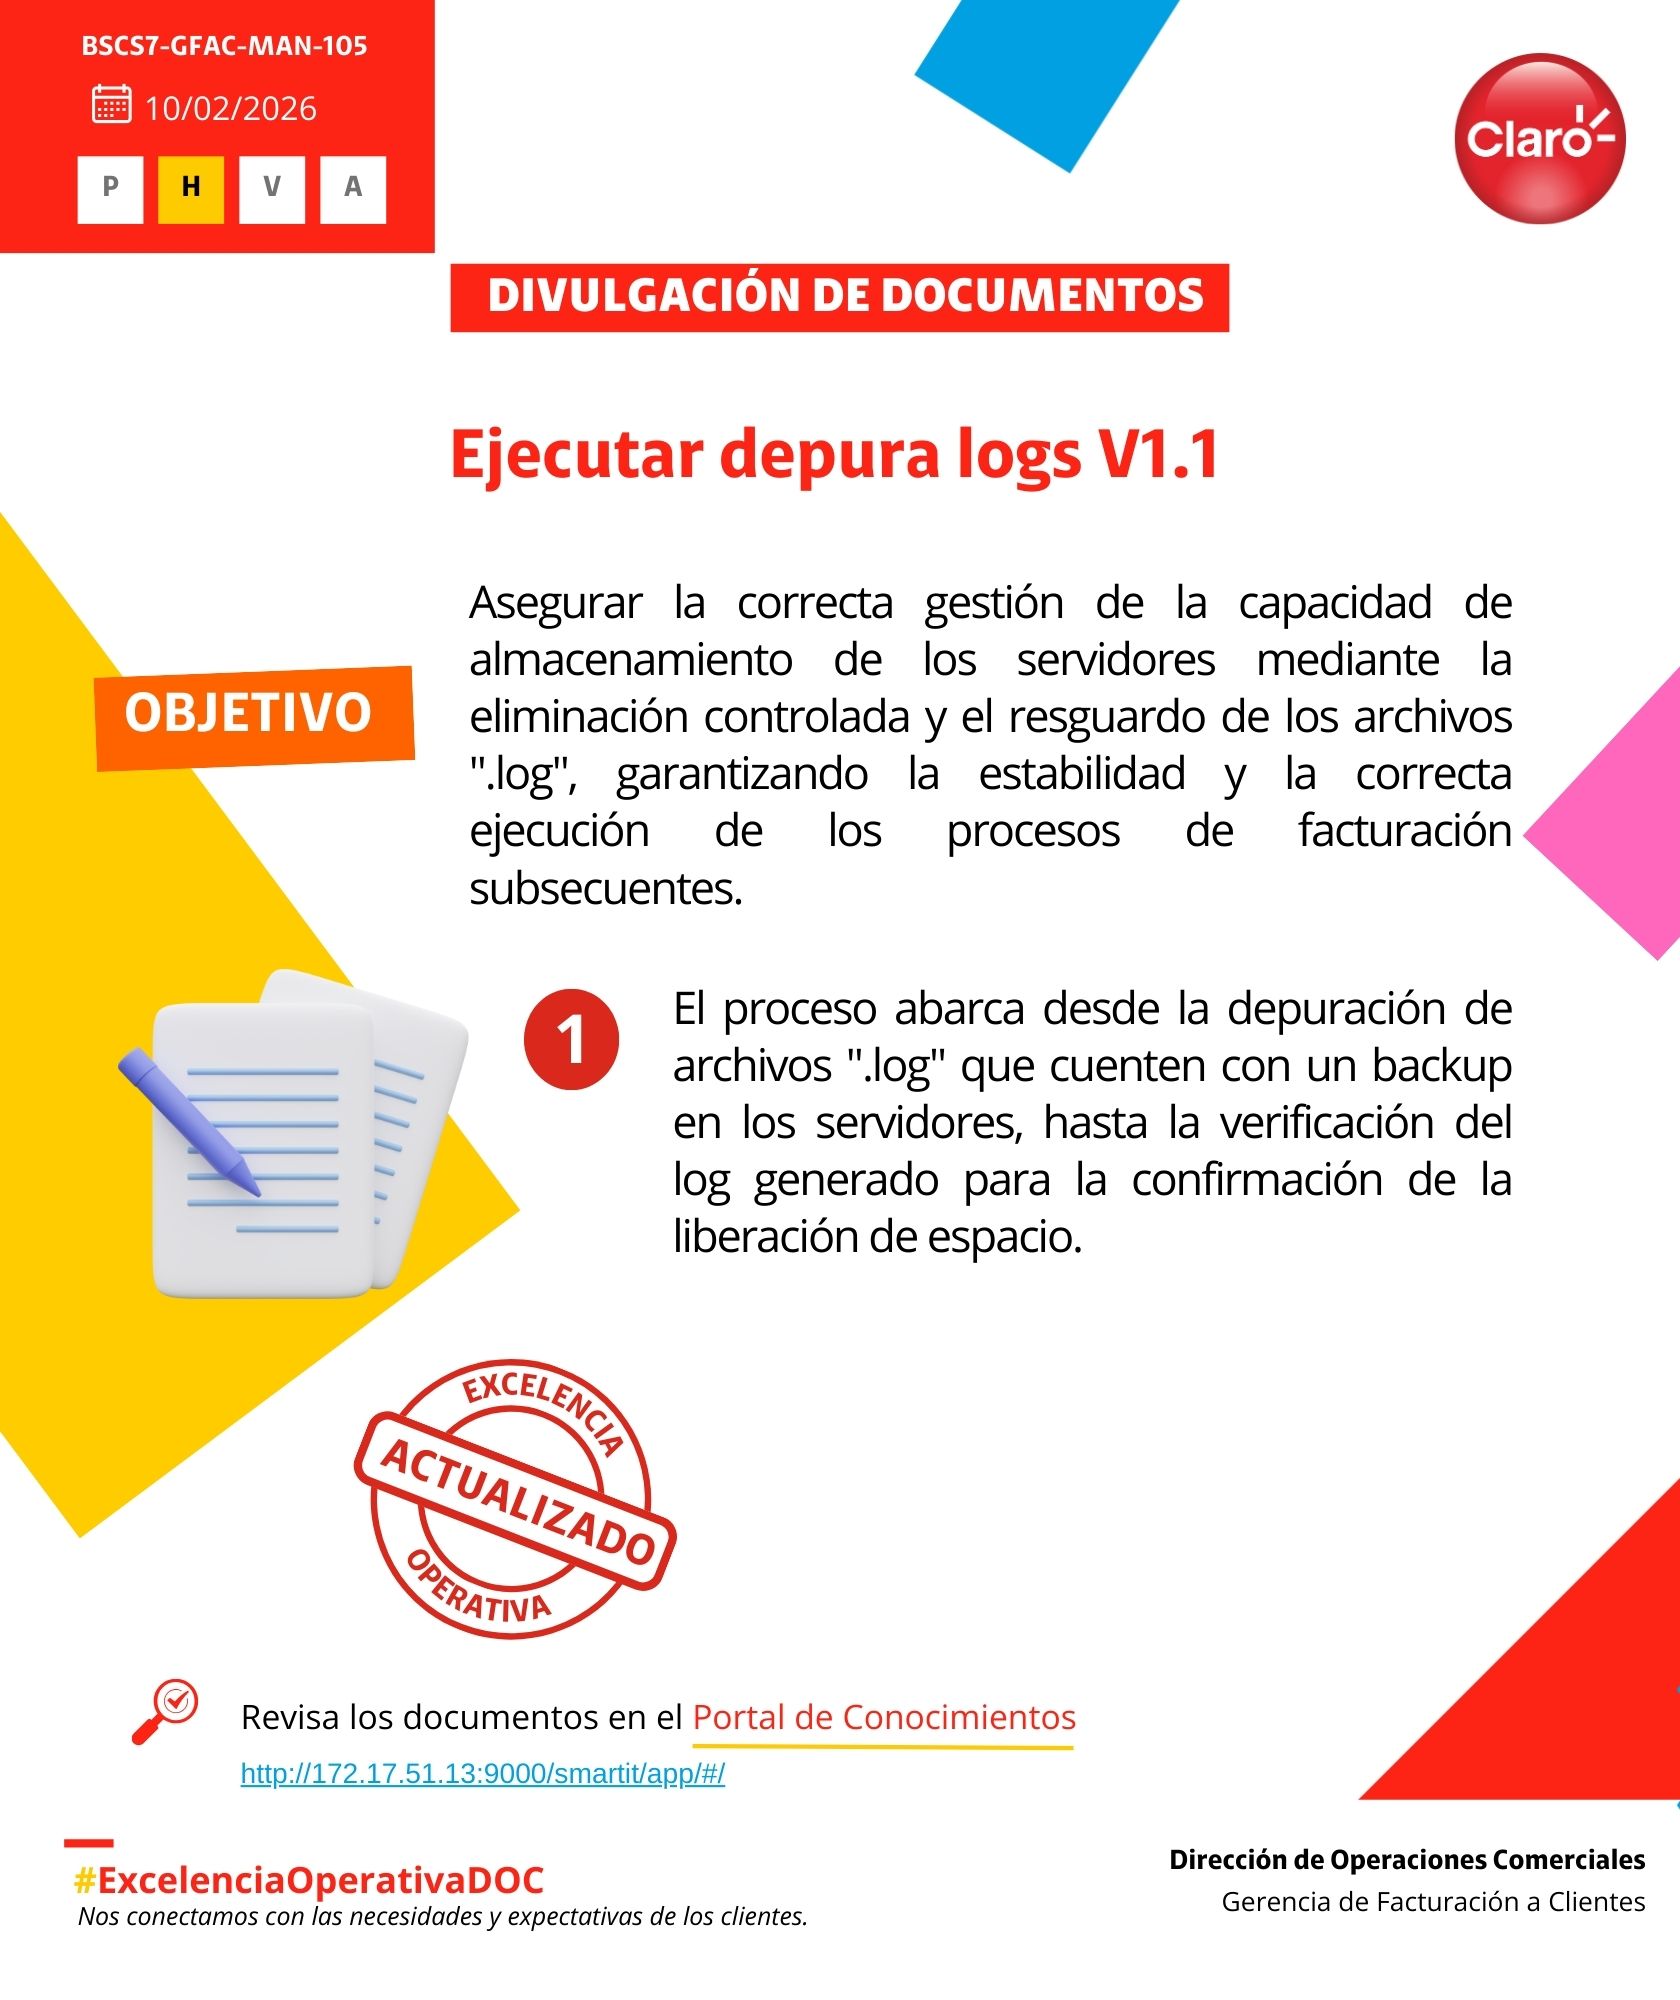 BSCS7-GFAC-MAN-105
10/02/2026
P H V A
Claro
DIVULGACIÓN DE DOCUMENTOS
Ejecutar depura logs V1.1
OBJETIVO
Asegurar la correcta gestión de la capacidad de
almacenamiento de los servidores mediante la
eliminación controlada y el resguardo de los archivos
".log", garantizando la estabilidad y la correcta
ejecución de los procesos de facturación
subsecuentes.
1
El proceso abarca desde la depuración de
archivos ".log" que cuenten con un backup
en los servidores, hasta la verificación del
log generado para la confirmación de la
liberación de espacio.
EXCELENCIA
ACTUALIZADO
OPERATIVA
Revisa los documentos en el Portal de Conocimientos
http://172.17.51.13:9000/smartit/app/#/
#ExcelenciaOperativaDOC
Nos conectamos con las necesidades y expectativas de los clientes.
Dirección de Operaciones Comerciales
Gerencia de Facturación a Clientes